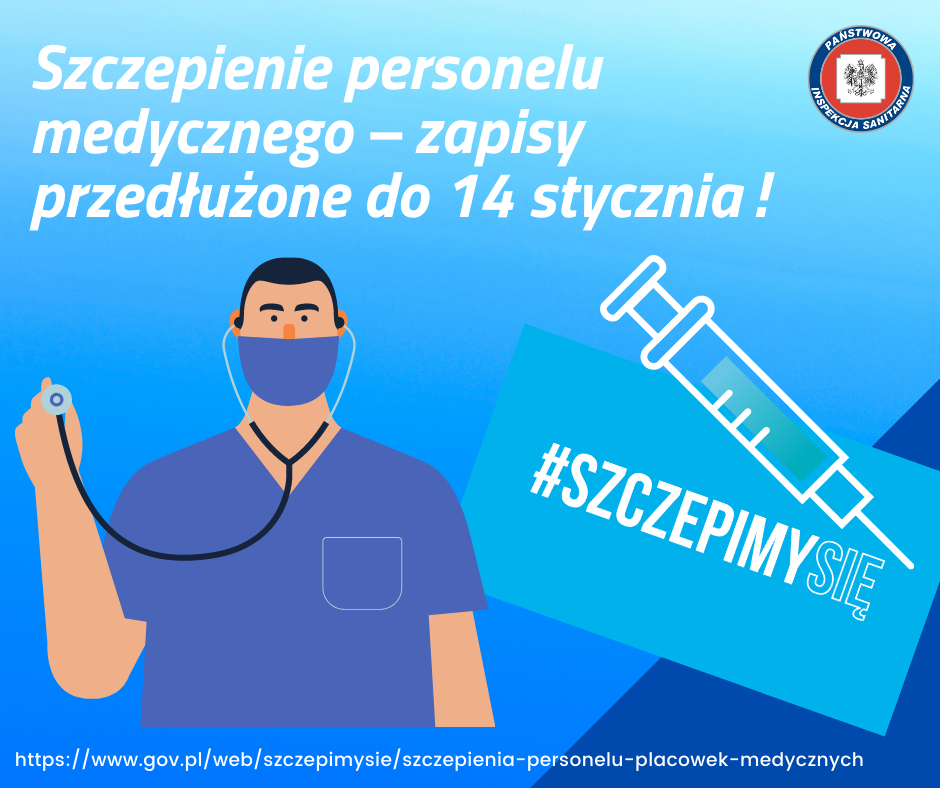 Szczepienie personelu
medycznego – zapisy
przedłużone do 14 stycznia !
PAŃSTWOWA
INSPEKCJA SANITARNA
#SZCZEPIMYSIĘ
https://www.gov.pl/web/szczepimysie/szczepienia-personelu-placowek-medycznych